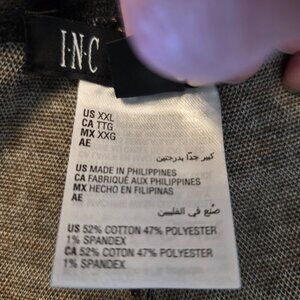 I·N·C
US XXL
CA TTG
MX XXG
AE
كبير جدًا بدرجتين
US MADE IN PHILIPPINES
CA FABRIQUÉ AUX PHILIPPINES
MX HECHO EN FILIPINAS
AE
صُنع في الفلبين
US 52% COTTON 47% POLYESTER
1% SPANDEX
CA 52% COTON 47% POLYESTER
1% SPANDEX